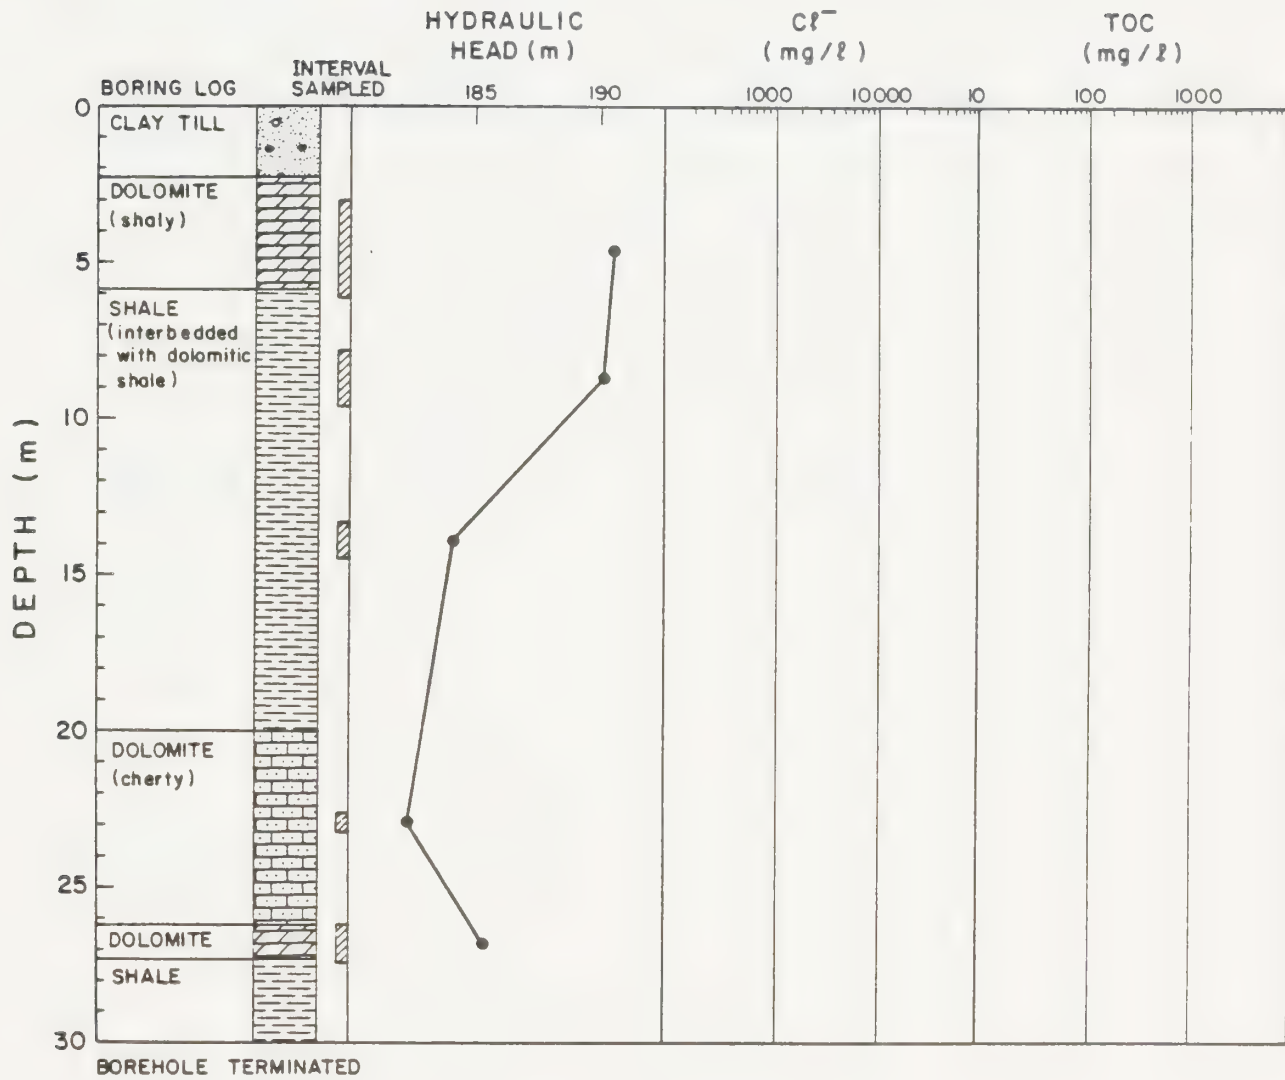 HYDRAULIC
HEAD (m)
Cℓ⁻
(mg/ℓ)
TOC
(mg/ℓ)
BORING LOG
INTERVAL
SAMPLED
185
190
1000
10000
10
100
1000
0
CLAY TILL
DOLOMITE
(shaly)
5
SHALE
(interbedded
with dolomitic
shale)
10
DEPTH (m)
15
20
DOLOMITE
(cherty)
25
DOLOMITE
SHALE
30
BOREHOLE TERMINATED